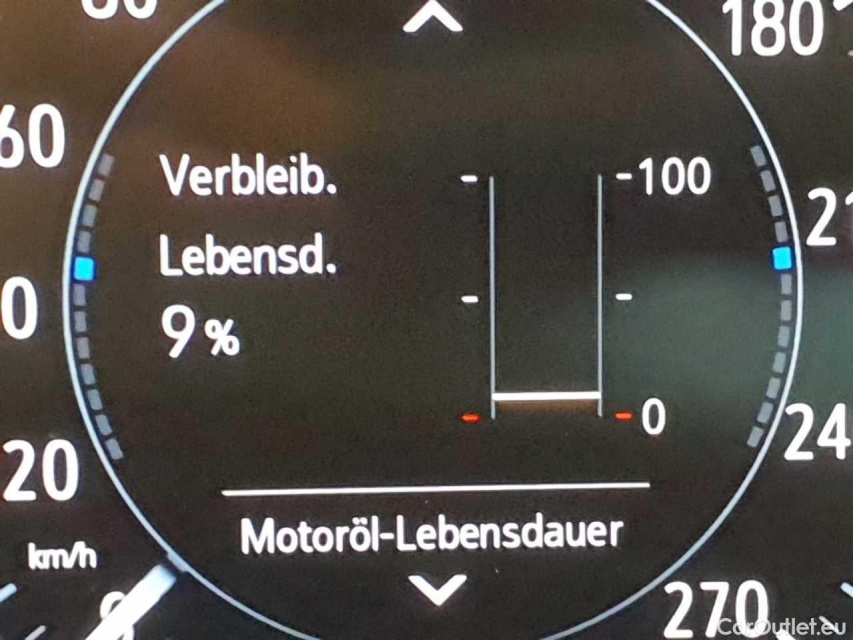 180
60
Verbleib.
100
Lebensd.
9 %
0
20
24
Motoröl-Lebensdauer
km/h
270
CarOutlet.eu